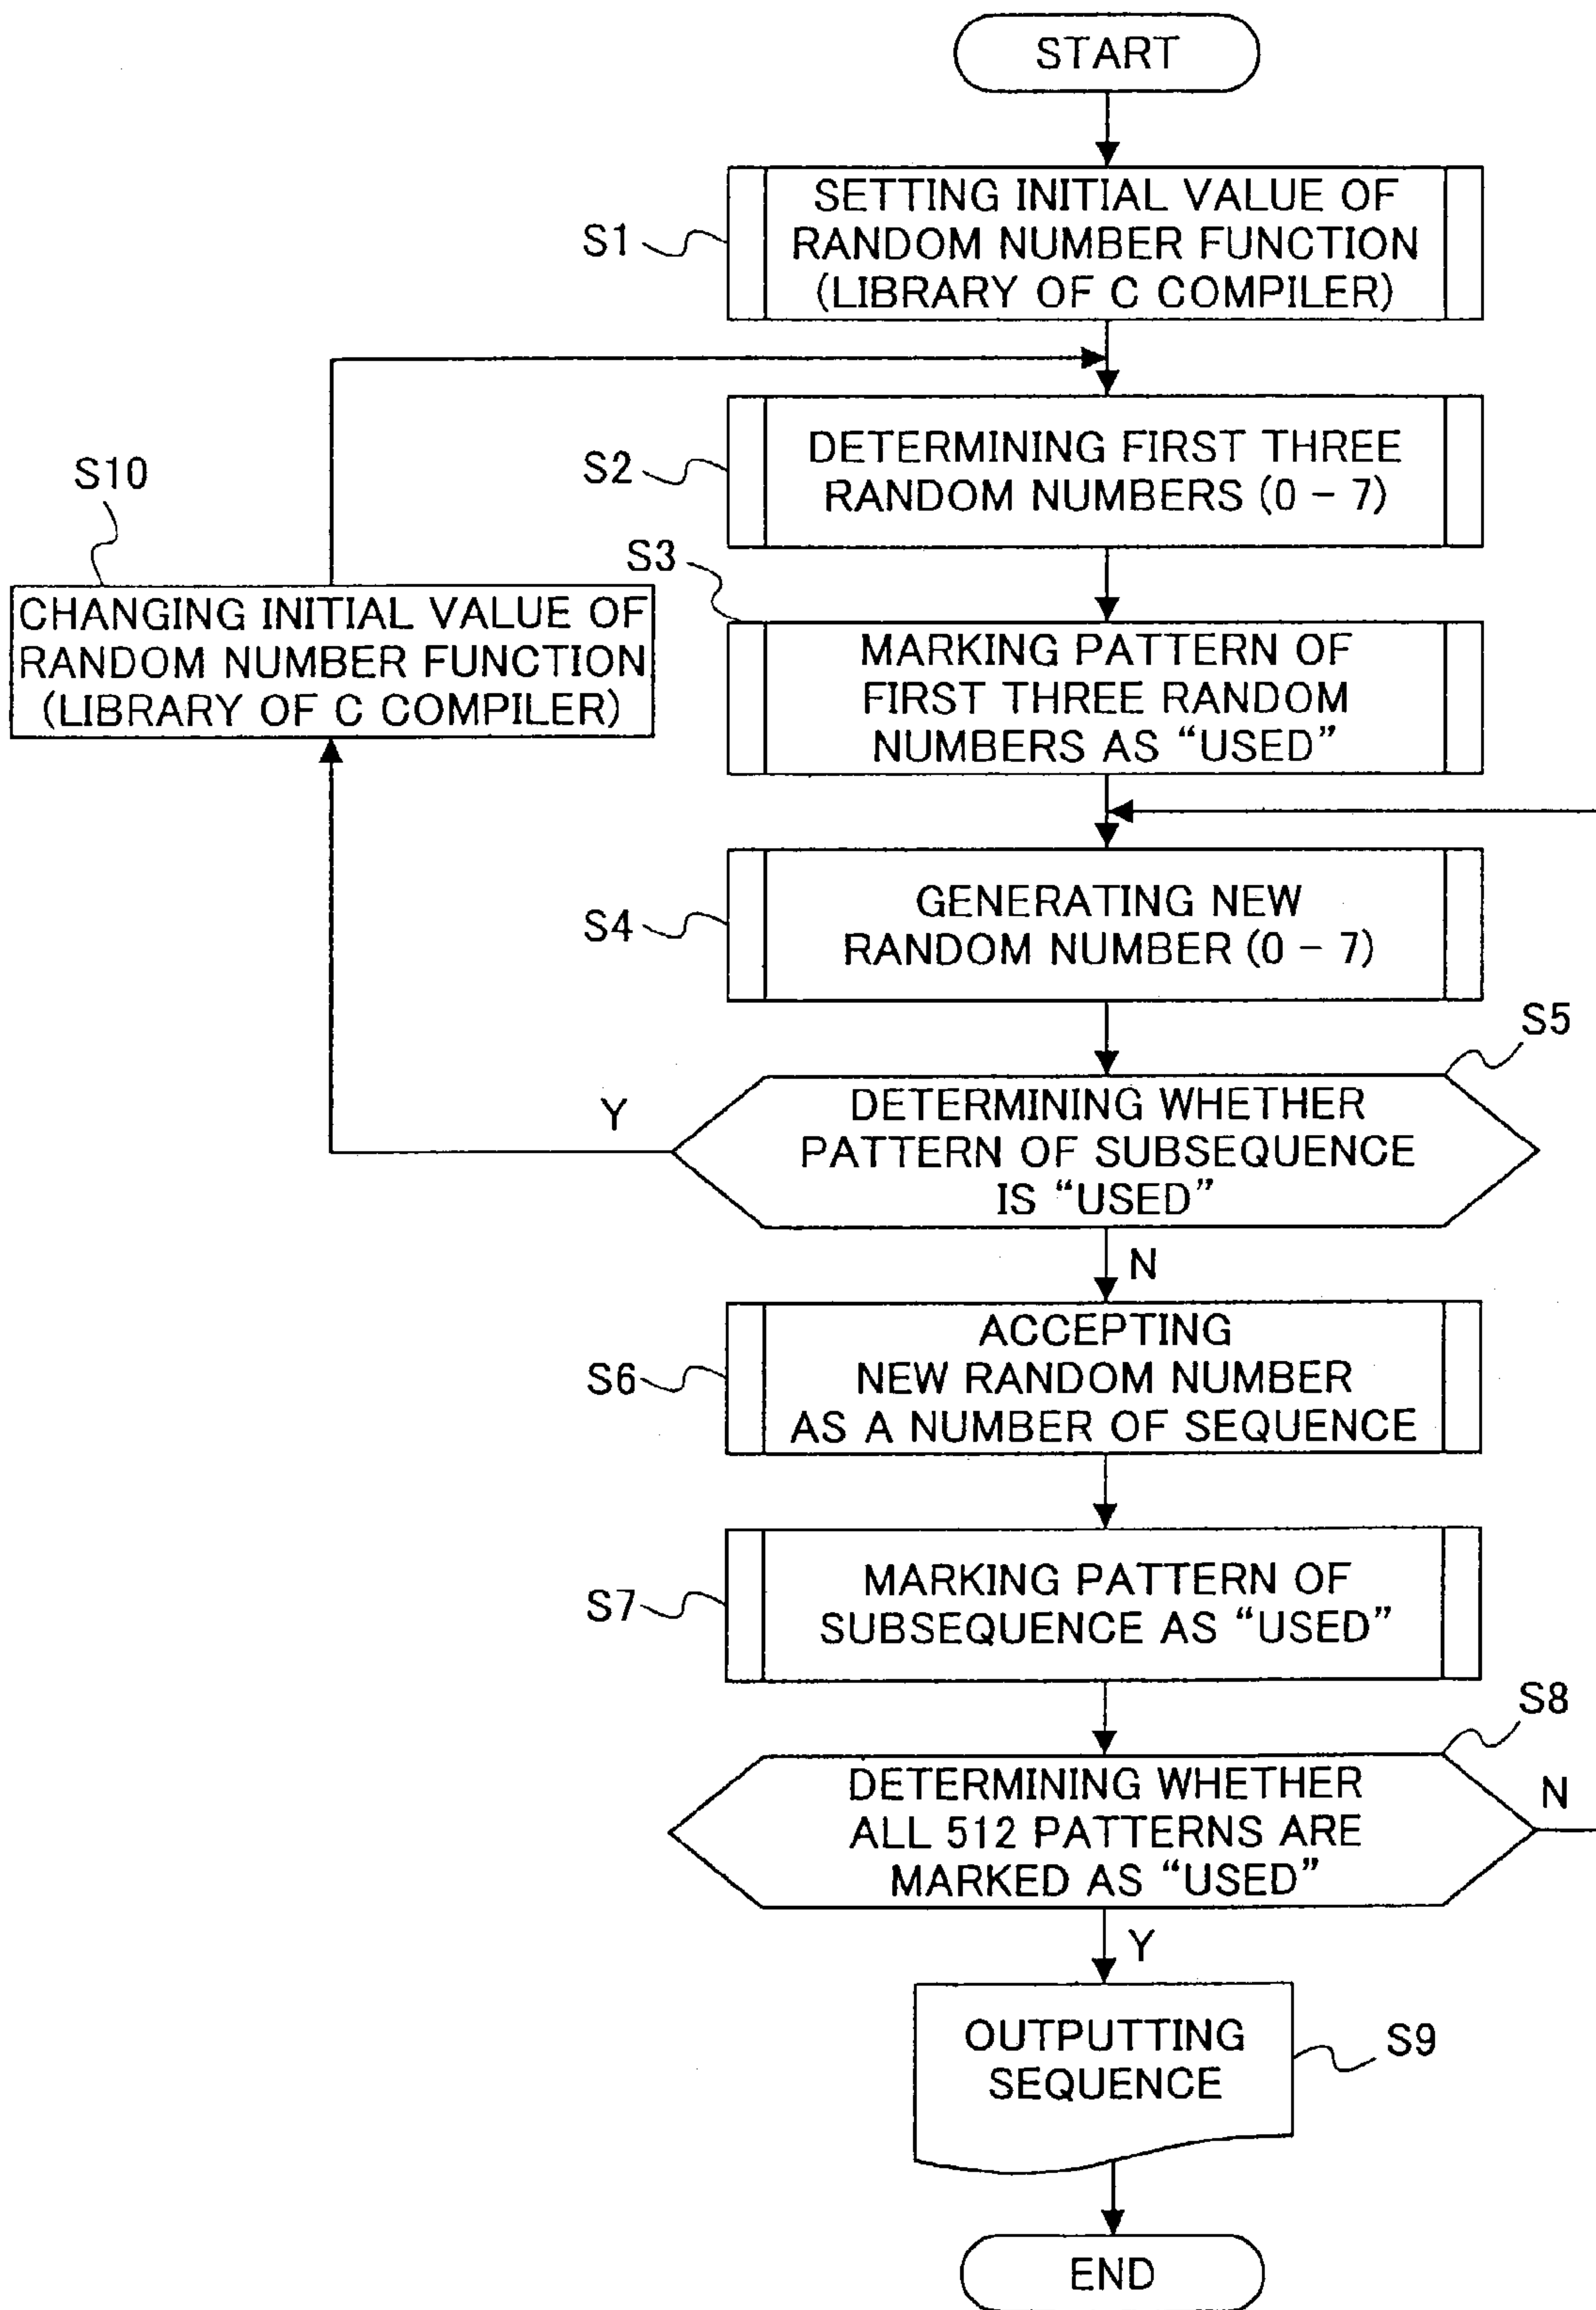 START
S1
SETTING INITIAL VALUE OF
RANDOM NUMBER FUNCTION
(LIBRARY OF C COMPILER)
S2
DETERMINING FIRST THREE
RANDOM NUMBERS (0 – 7)
S10
CHANGING INITIAL VALUE OF
RANDOM NUMBER FUNCTION
(LIBRARY OF C COMPILER)
S3
MARKING PATTERN OF
FIRST THREE RANDOM
NUMBERS AS “USED”
S4
GENERATING NEW
RANDOM NUMBER (0 – 7)
S5
Y
DETERMINING WHETHER
PATTERN OF SUBSEQUENCE
IS “USED”
N
S6
ACCEPTING
NEW RANDOM NUMBER
AS A NUMBER OF SEQUENCE
S7
MARKING PATTERN OF
SUBSEQUENCE AS “USED”
S8
DETERMINING WHETHER
ALL 512 PATTERNS ARE
MARKED AS “USED”
N
Y
OUTPUTTING
SEQUENCE
S9
END